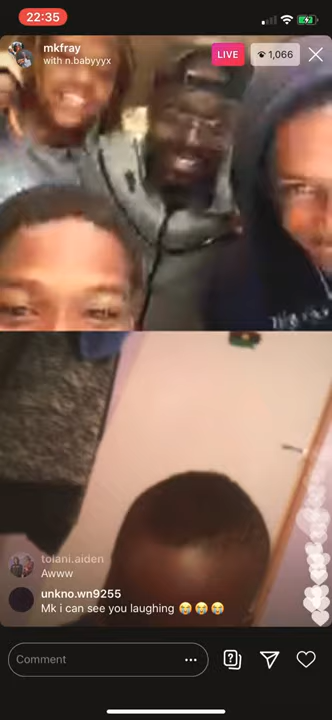 22:35
mkfray
with n.babyyyx
LIVE
1,066
tolani.aiden
Awww
unkno.wn9255
Mk i can see you laughing 😭😭😭
Comment